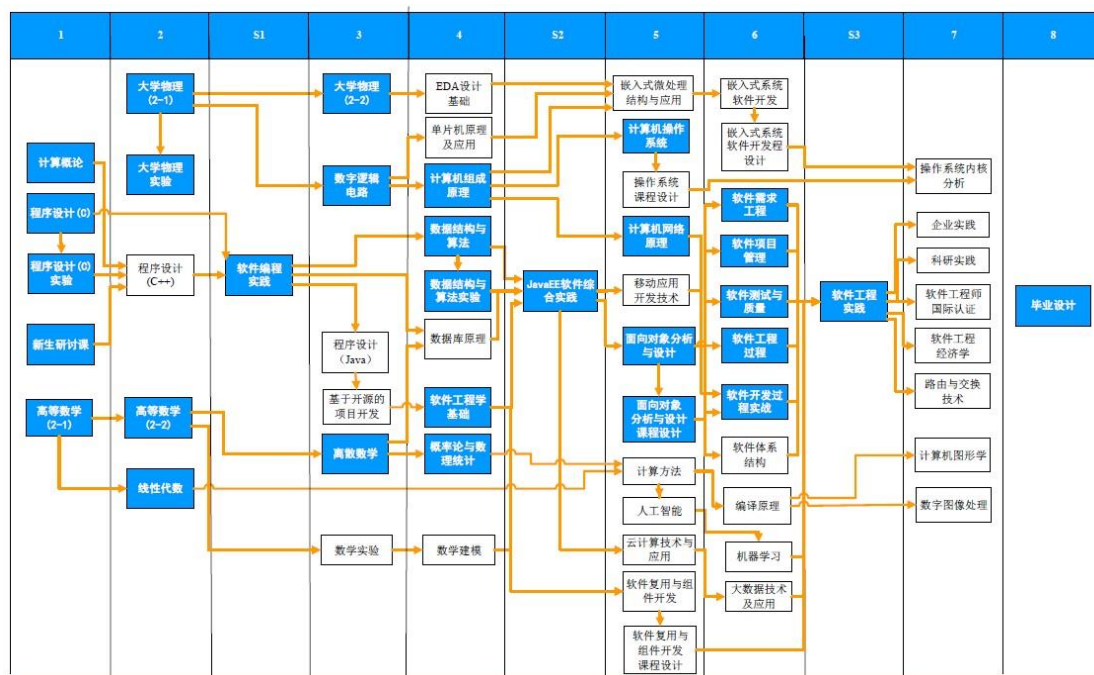 1
2
S1
3
4
S2
5
6
S3
7
8
计算概论
程序设计(C)
程序设计(C)
实验
新生研讨课
高等数学
(2-1)
大学物理
(2-1)
大学物理
实验
程序设计
(C++)
高等数学
(2-2)
线性代数
软件编程
实践
大学物理
(2-2)
数字逻辑
电路
程序设计
（Java）
基于开源的
项目开发
离散数学
数学实验
EDA设计
基础
单片机原理
及应用
计算机组成
原理
数据结构与
算法
数据结构与
算法实验
数据库原理
软件工程学
基础
概率论与数
理统计
数学建模
JavaEE软件综
合实践
嵌入式微处理
结构与应用
计算机操作
系统
操作系统
课程设计
计算机网络
原理
移动应用
开发技术
面向对象分析
与设计
面向对象
分析与设计
课程设计
计算方法
人工智能
云计算技术与
应用
软件复用与组
件开发
软件复用与
组件开发
课程设计
嵌入式系统
软件开发
嵌入式系统
软件开发程
设计
软件需求
工程
软件项目
管理
软件测试与
质量
软件工程
过程
软件开发过
程实战
软件体系
结构
编译原理
机器学习
大数据技术
及应用
软件工程
实践
操作系统内核
分析
企业实践
科研实践
软件工程师
国际认证
软件工程
经济学
路由与交换
技术
计算机图形学
数字图像处理
毕业设计